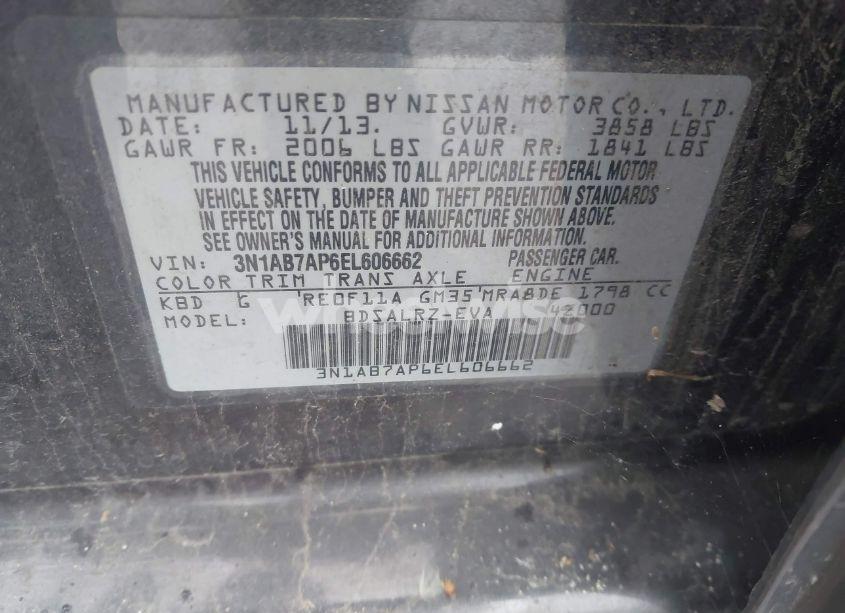 MANUFACTURED BY NISSAN MOTOR CO., LTD.
DATE: 11/13. GVWR: 3858 LBS
GAWR FR: 2006 LBS GAWR RR: 1841 LBS
THIS VEHICLE CONFORMS TO ALL APPLICABLE FEDERAL MOTOR
VEHICLE SAFETY, BUMPER AND THEFT PREVENTION STANDARDS
IN EFFECT ON THE DATE OF MANUFACTURE SHOWN ABOVE.
SEE OWNER'S MANUAL FOR ADDITIONAL INFORMATION.
VIN: 3N1AB7AP6EL606662 PASSENGER CAR.
COLOR TRIM TRANS AXLE ENGINE
KBD G 'RE0F11A GM35'MRA8DE 1798 CC
MODEL: BDSALRZ-EVA 42000
3N1AB7AP6EL606662